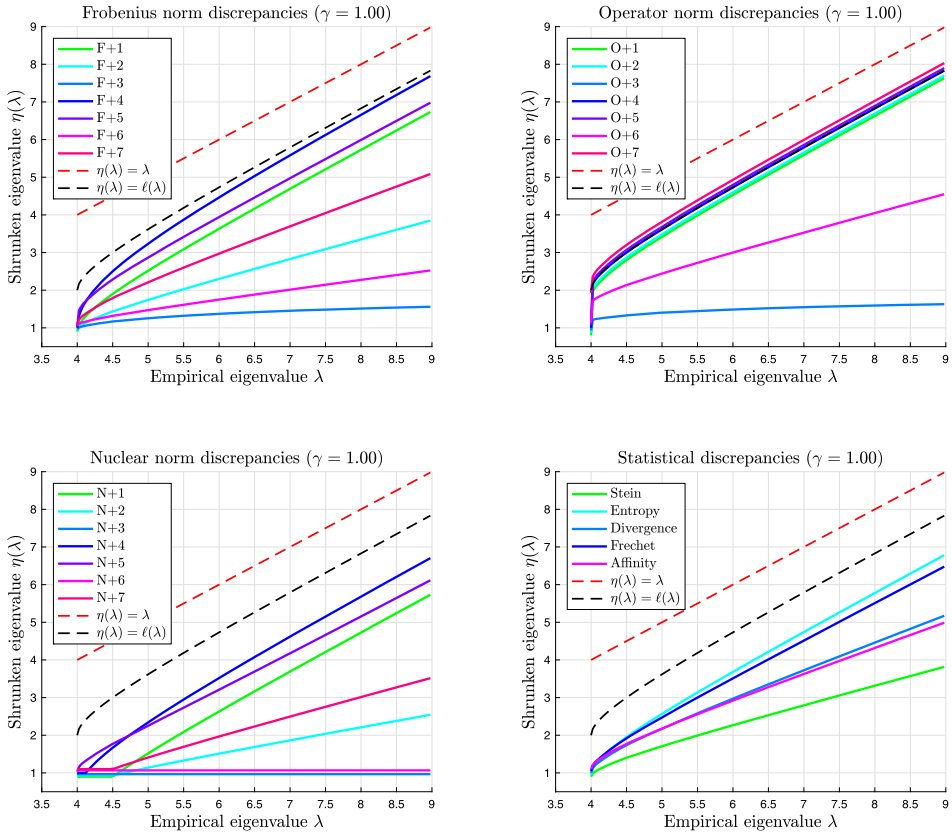 Frobenius norm discrepancies (γ = 1.00)
9
8
7
6
5
4
3
2
1
Shrunken eigenvalue η(λ)
F+1
F+2
F+3
F+4
F+5
F+6
F+7
η(λ) = λ
η(λ) = ℓ(λ)
3.5 4 4.5 5 5.5 6 6.5 7 7.5 8 8.5 9
Empirical eigenvalue λ
Operator norm discrepancies (γ = 1.00)
9
8
7
6
5
4
3
2
1
Shrunken eigenvalue η(λ)
O+1
O+2
O+3
O+4
O+5
O+6
O+7
η(λ) = λ
η(λ) = ℓ(λ)
3.5 4 4.5 5 5.5 6 6.5 7 7.5 8 8.5 9
Empirical eigenvalue λ
Nuclear norm discrepancies (γ = 1.00)
9
8
7
6
5
4
3
2
1
Shrunken eigenvalue η(λ)
N+1
N+2
N+3
N+4
N+5
N+6
N+7
η(λ) = λ
η(λ) = ℓ(λ)
3.5 4 4.5 5 5.5 6 6.5 7 7.5 8 8.5 9
Empirical eigenvalue λ
Statistical discrepancies (γ = 1.00)
9
8
7
6
5
4
3
2
1
Shrunken eigenvalue η(λ)
Stein
Entropy
Divergence
Frechet
Affinity
η(λ) = λ
η(λ) = ℓ(λ)
3.5 4 4.5 5 5.5 6 6.5 7 7.5 8 8.5 9
Empirical eigenvalue λ